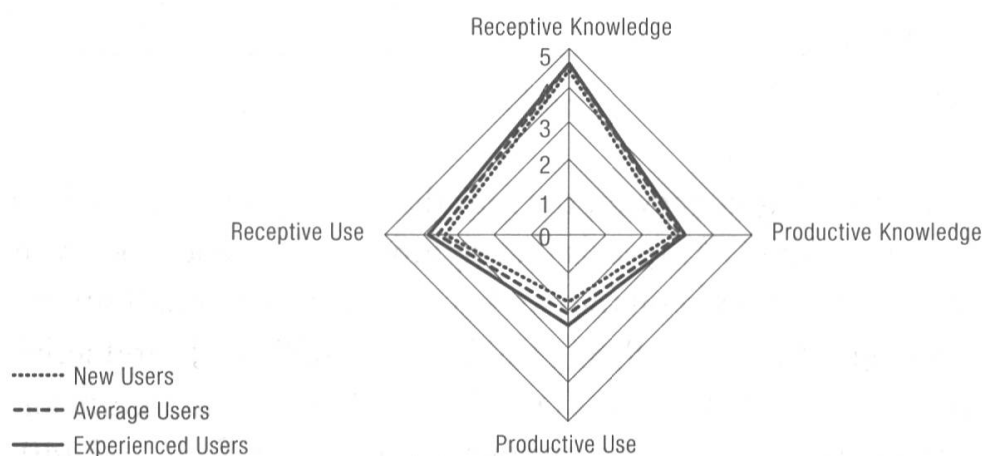 Receptive Knowledge
5
3
2
1
0
Receptive Use
Productive Knowledge
New Users
Average Users
Experienced Users
Productive Use